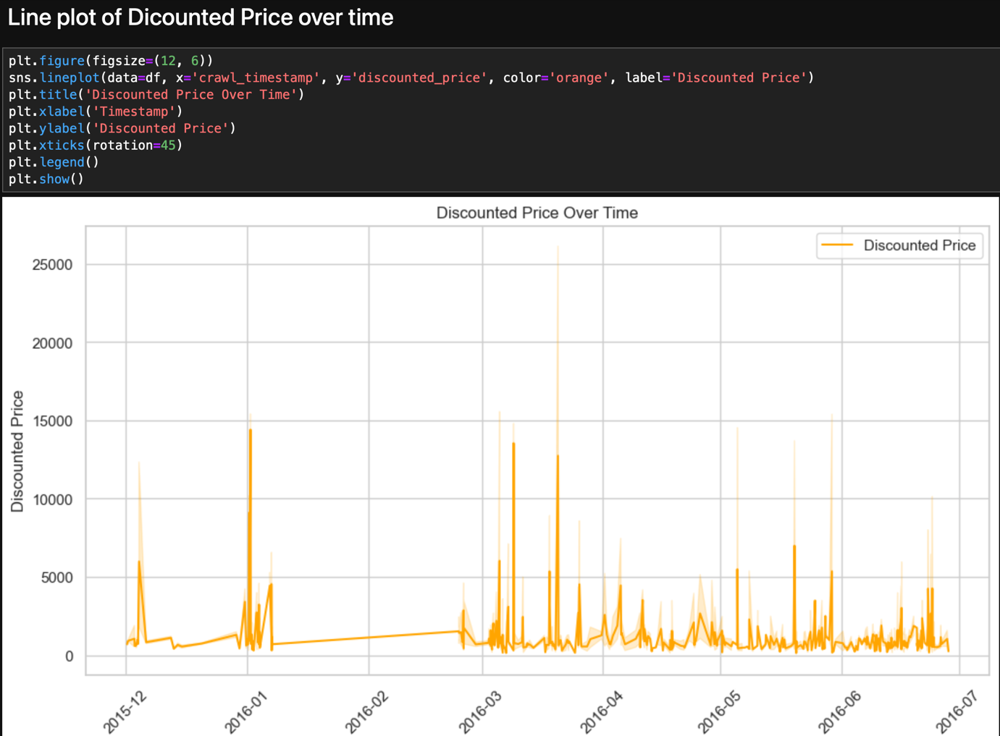 Line plot of Dicounted Price over time
plt.figure(figsize=(12, 6))
sns.lineplot(data=df, x='crawl_timestamp', y='discounted_price', color='orange', label='Discounted Price')
plt.title('Discounted Price Over Time')
plt.xlabel('Timestamp')
plt.ylabel('Discounted Price')
plt.xticks(rotation=45)
plt.legend()
plt.show()
Discounted Price Over Time
Discounted Price
25000
20000
15000
10000
5000
0
Discounted Price
2015-12
2016-01
2016-02
2016-03
2016-04
2016-05
2016-06
2016-07